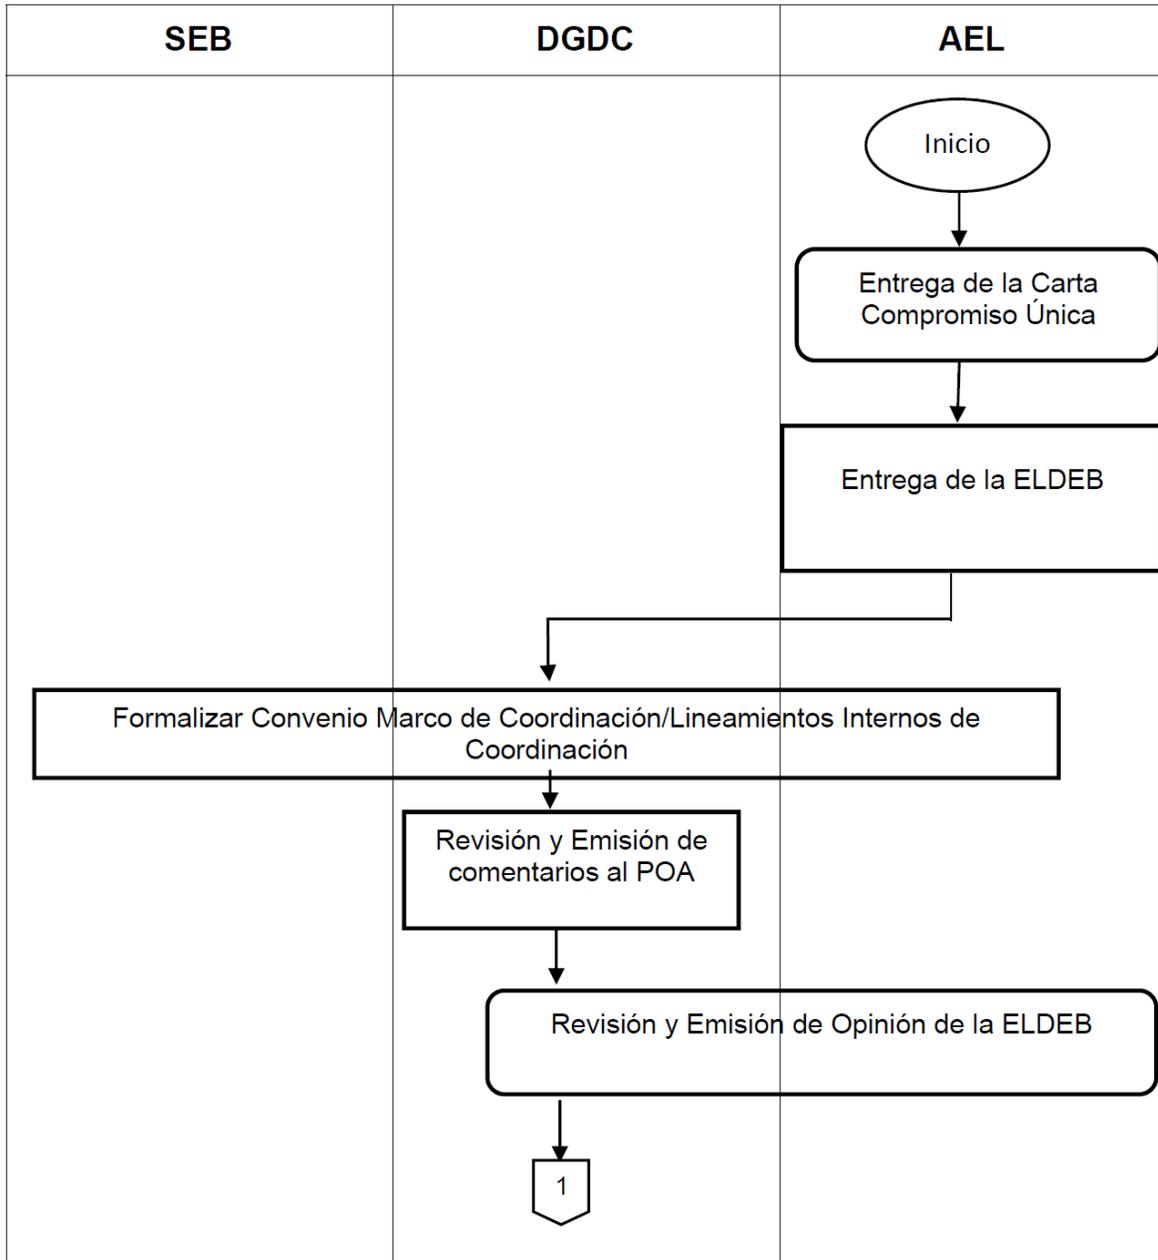 SEB
DGDC
AEL
Inicio
Entrega de la Carta
Compromiso Única
Entrega de la ELDEB
Formalizar Convenio Marco de Coordinación/Lineamientos Internos de
Coordinación
Revisión y Emisión de
comentarios al POA
Revisión y Emisión de Opinión de la ELDEB
1